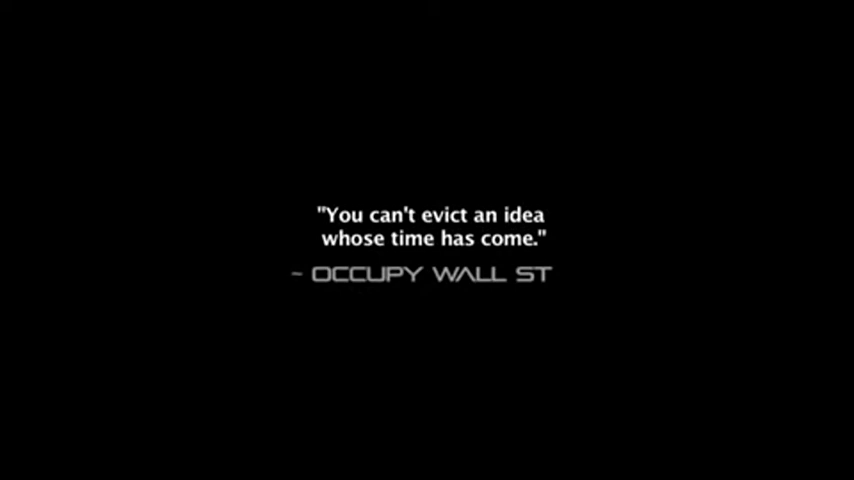 "You can't evict an idea
whose time has come."
~ OCCUPY WALL ST